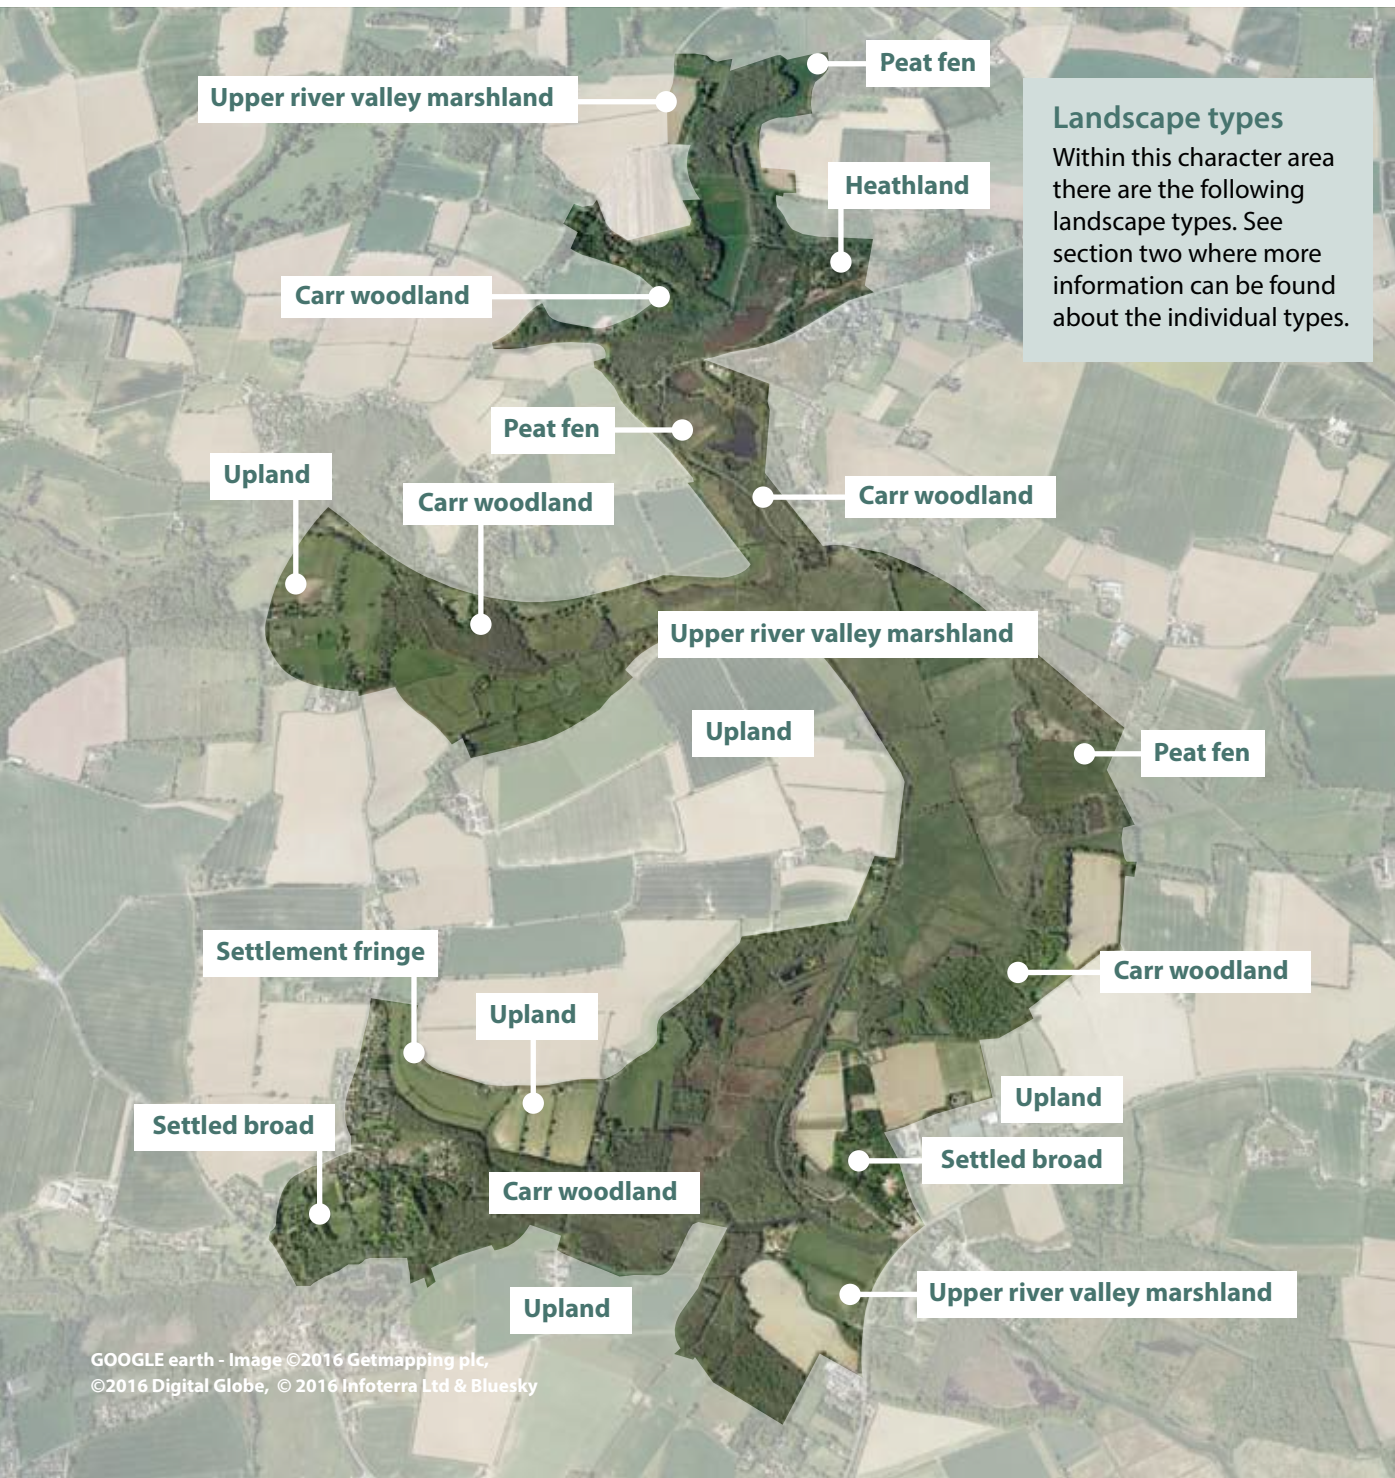 Peat fen
Upper river valley marshland
Landscape types
Within this character area
there are the following
landscape types. See
section two where more
information can be found
about the individual types.
Heathland
Carr woodland
Peat fen
Upland
Carr woodland
Carr woodland
Upper river valley marshland
Upland
Peat fen
Settlement fringe
Carr woodland
Upland
Upland
Settled broad
Settled broad
Carr woodland
Upper river valley marshland
Upland
GOOGLE earth - Image ©2016 Getmapping plc,
©2016 Digital Globe, © 2016 Infoterra Ltd & Bluesky